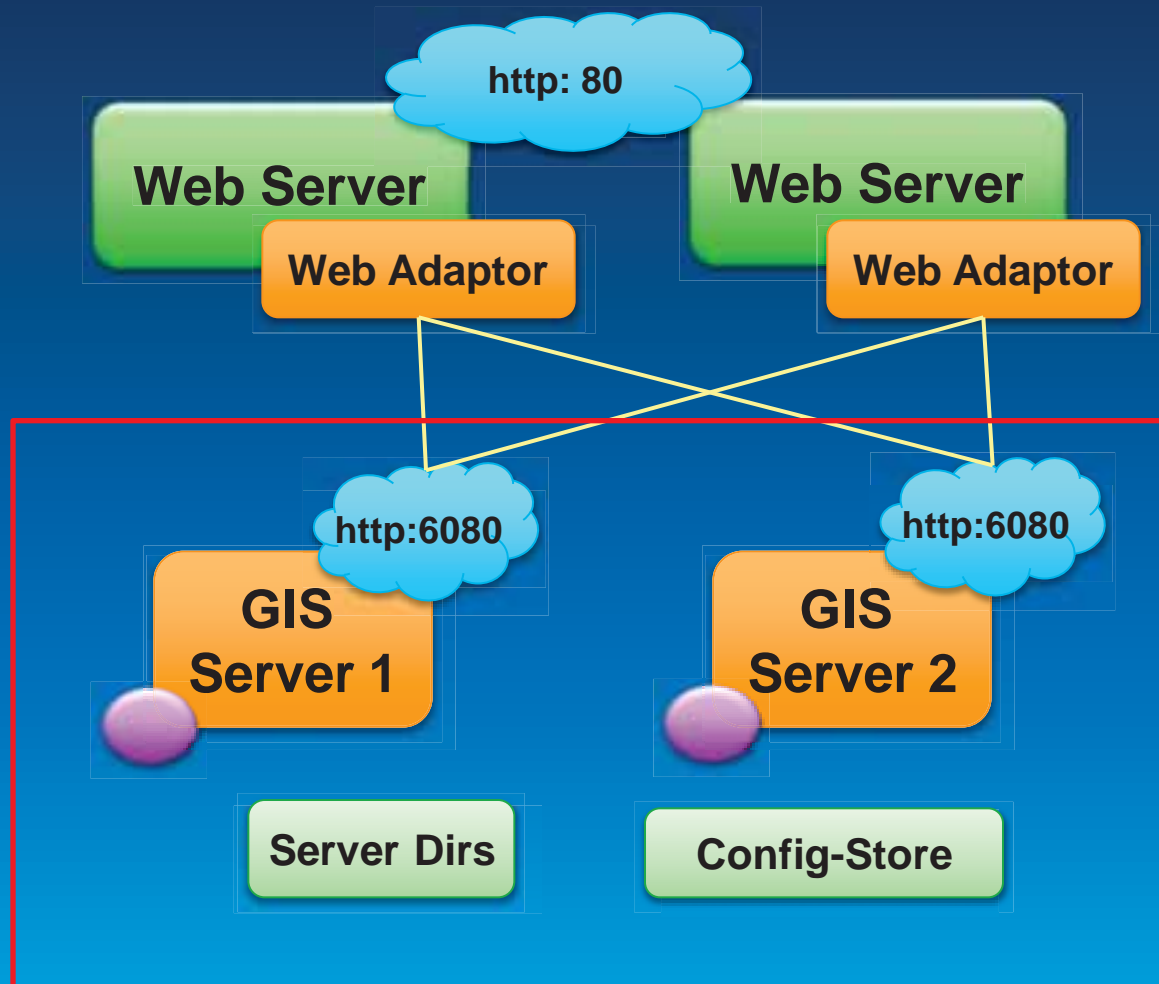 http: 80
Web Server
Web Server
Web Adaptor
Web Adaptor
http:6080
http:6080
GIS
Server 1
GIS
Server 2
Server Dirs
Config-Store